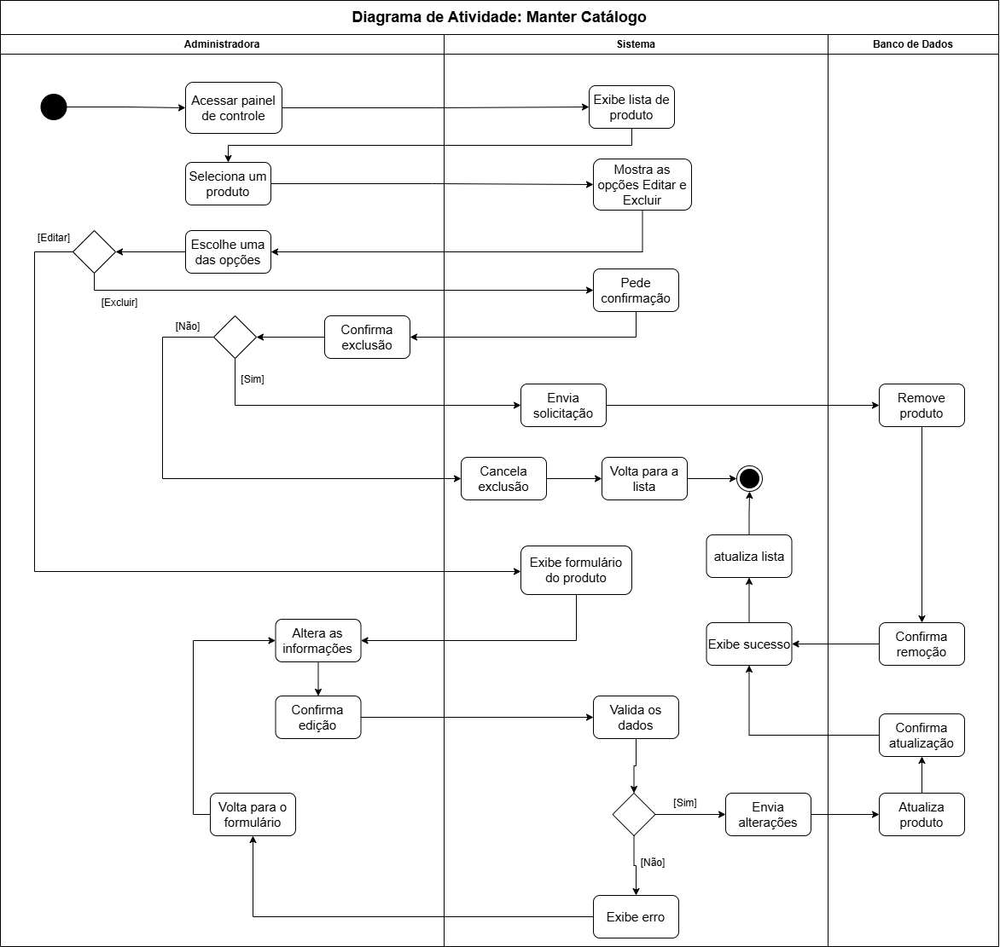 Diagrama de Atividade: Manter Catálogo
Administradora
Sistema
Banco de Dados
Acessar painel
de controle
Exibe lista de
produto
Seleciona um
produto
Mostra as
opções Editar e
Excluir
[Editar]
Escolhe uma
das opções
[Excluir]
Pede
confirmação
[Não]
Confirma
exclusão
[Sim]
Envia
solicitação
Remove
produto
Cancela
exclusão
Volta para a
lista
atualiza lista
Exibe formulário
do produto
Altera as
informações
Exibe sucesso
Confirma
remoção
Confirma
edição
Valida os
dados
Confirma
atualização
Volta para o
formulário
[Sim]
Envia
alterações
Atualiza
produto
[Não]
Exibe erro